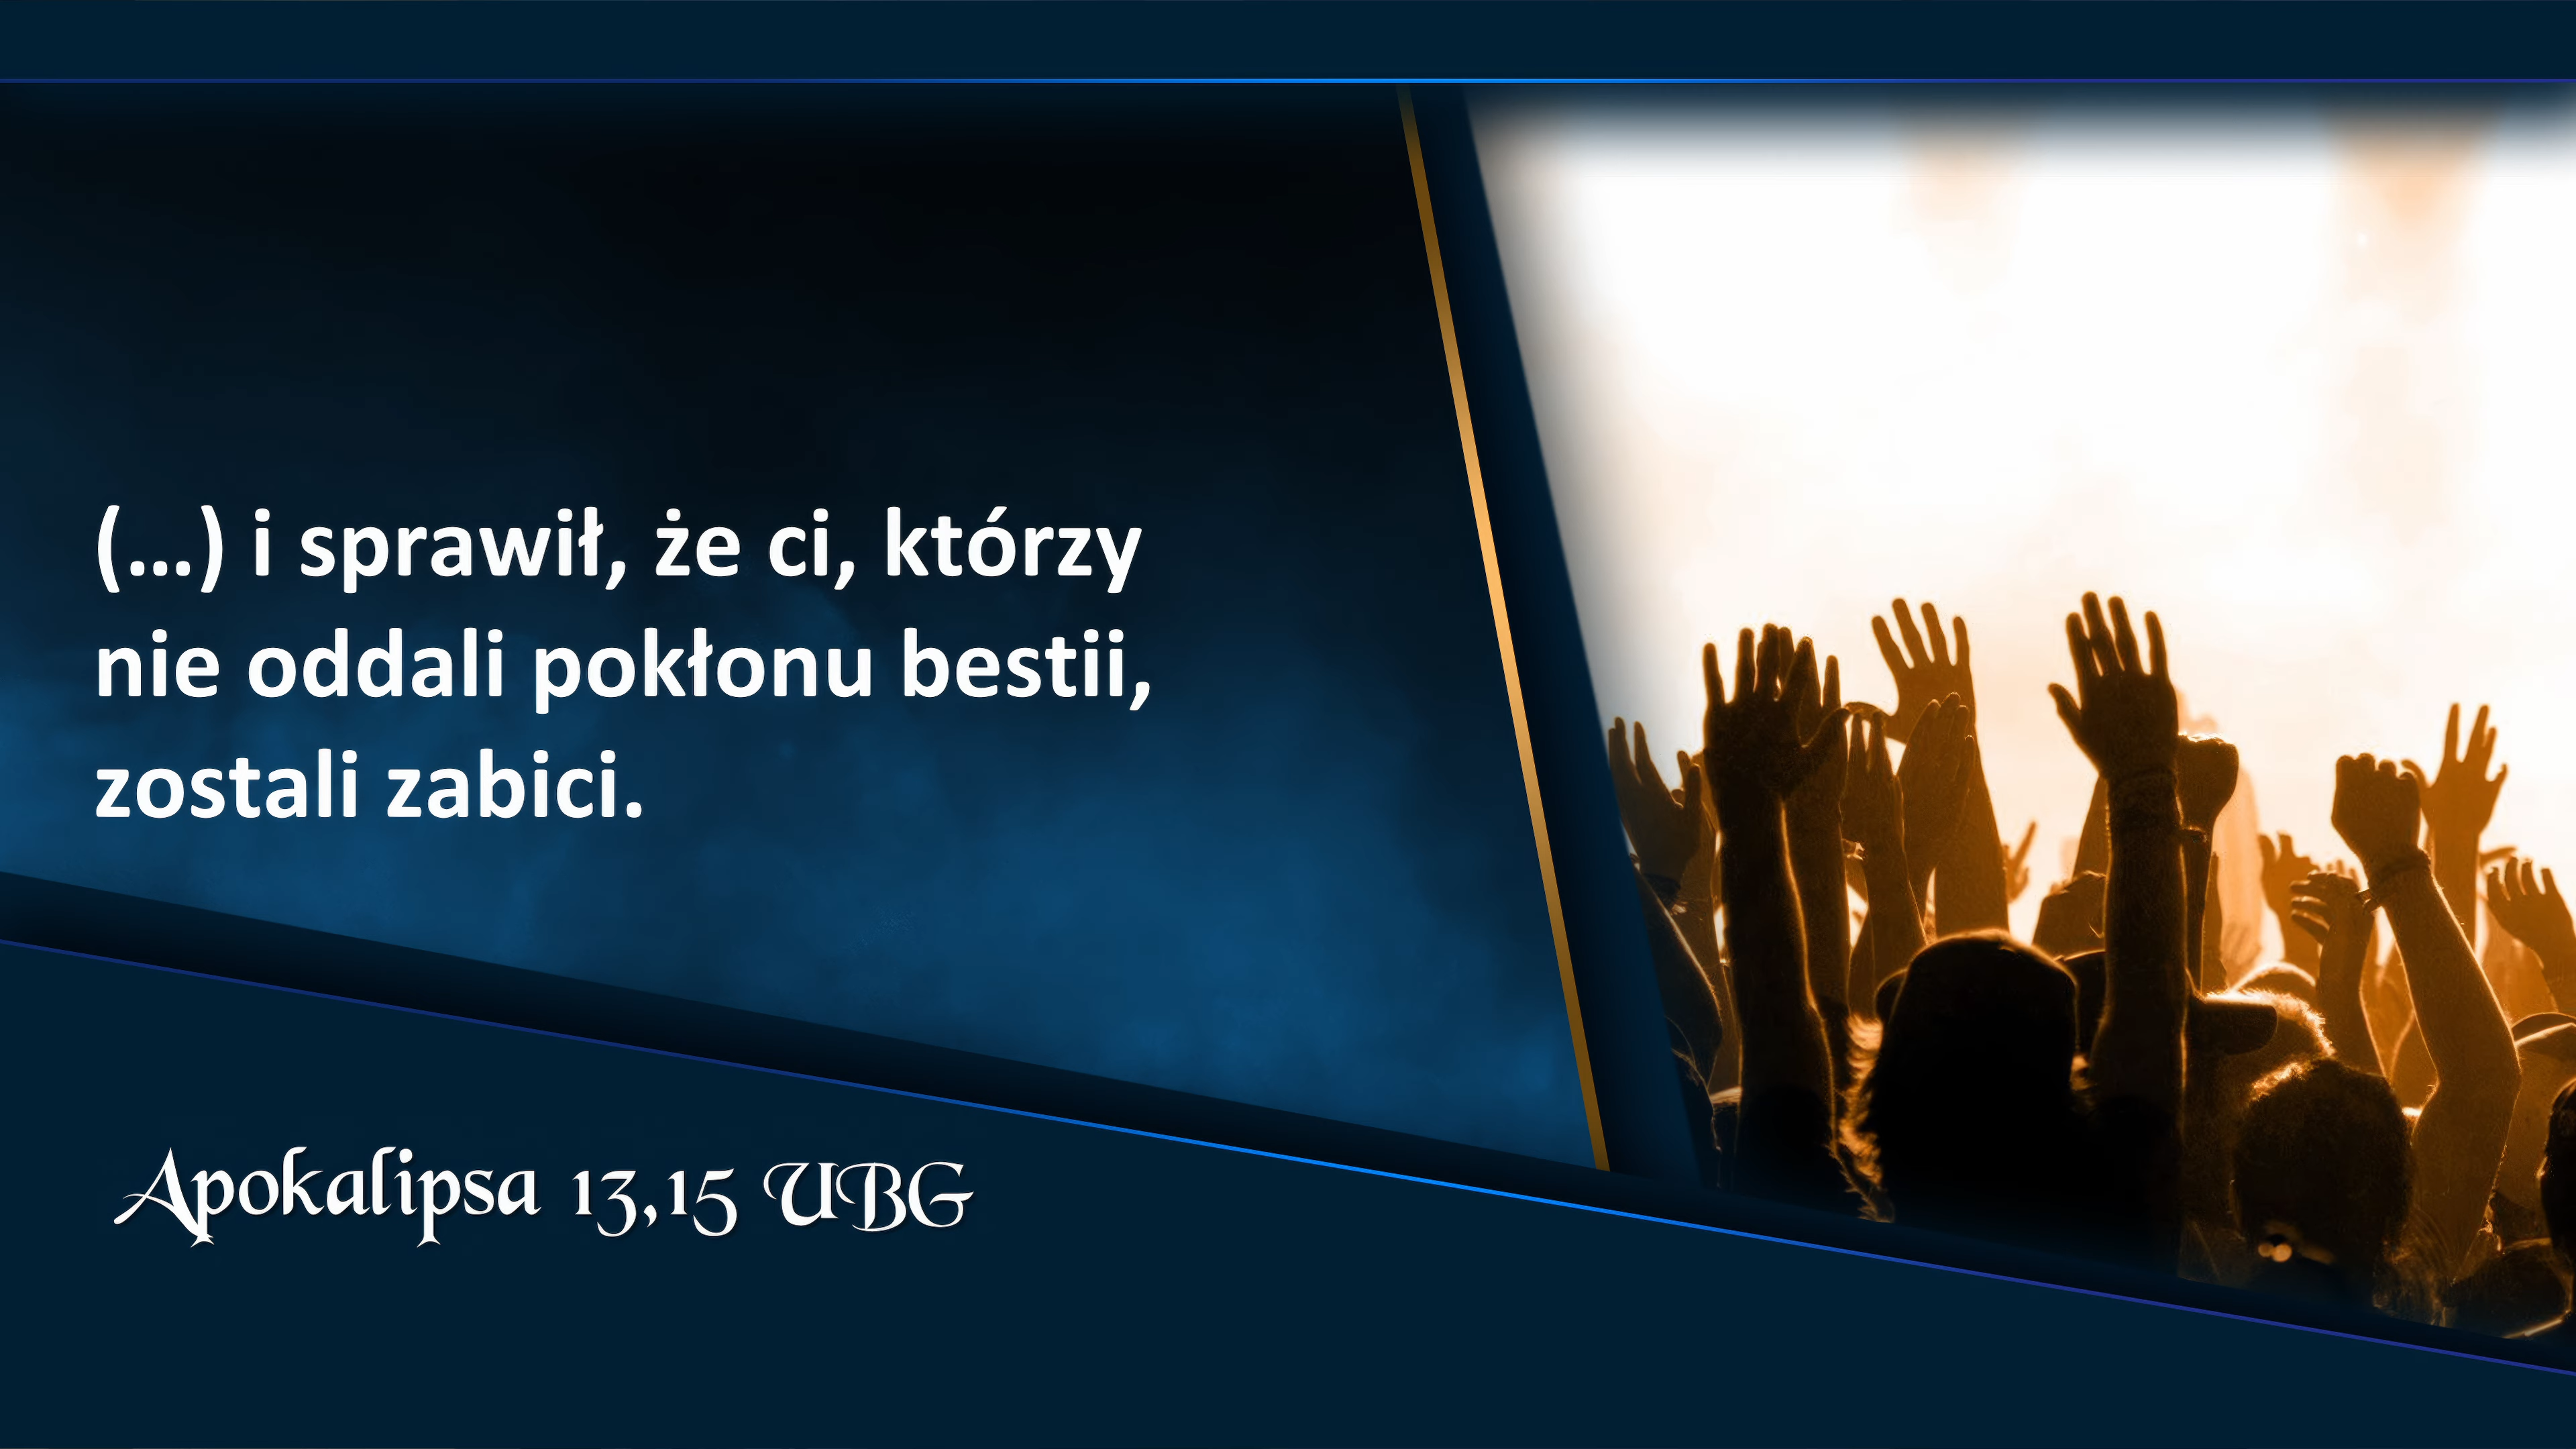 (…) i sprawił, że ci, którzy
nie oddali pokłonu bestii,
zostali zabici.
Apokalipsa 13,15 UBG